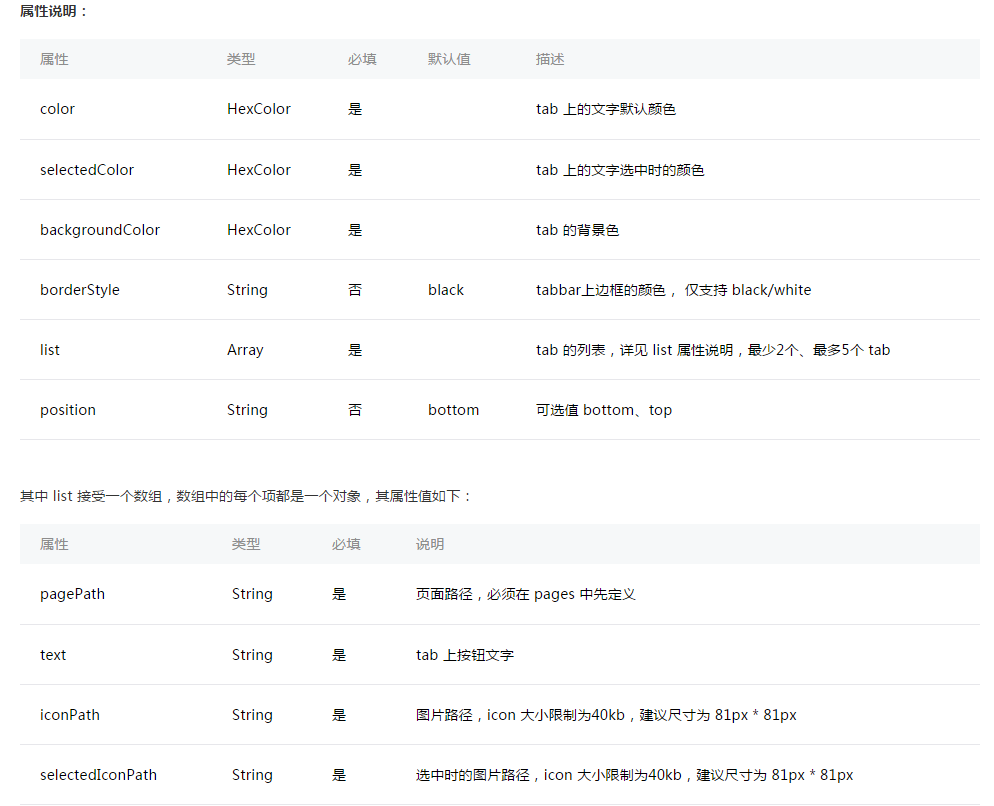 属性说明：
属性 类型 必填 默认值 描述
color HexColor 是 tab 上的文字默认颜色
selectedColor HexColor 是 tab 上的文字选中时的颜色
backgroundColor HexColor 是 tab 的背景色
borderStyle String 否 black tabbar上边框的颜色， 仅支持 black/white
list Array 是 tab 的列表，详见 list 属性说明，最少2个、最多5个 tab
position String 否 bottom 可选值 bottom、top
其中 list 接受一个数组，数组中的每个项都是一个对象，其属性值如下：
属性 类型 必填 说明
pagePath String 是 页面路径，必须在 pages 中先定义
text String 是 tab 上按钮文字
iconPath String 是 图片路径，icon 大小限制为40kb，建议尺寸为 81px * 81px
selectedIconPath String 是 选中时的图片路径，icon 大小限制为40kb，建议尺寸为 81px * 81px